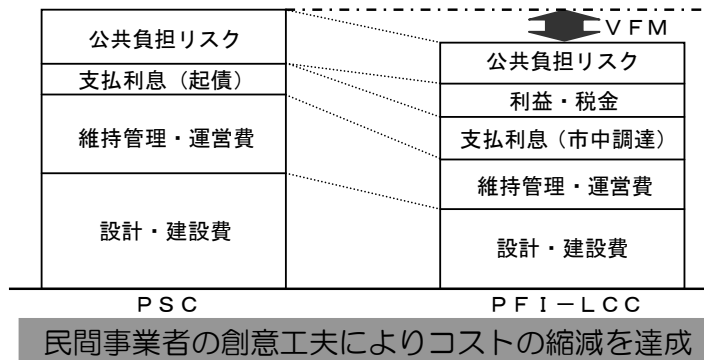 公共負担リスク
支払利息（起債）
維持管理・運営費
設計・建設費
PSC
VFM
公共負担リスク
利益・税金
支払利息（市中調達）
維持管理・運営費
設計・建設費
PFI－LCC
民間事業者の創意工夫によりコストの縮減を達成